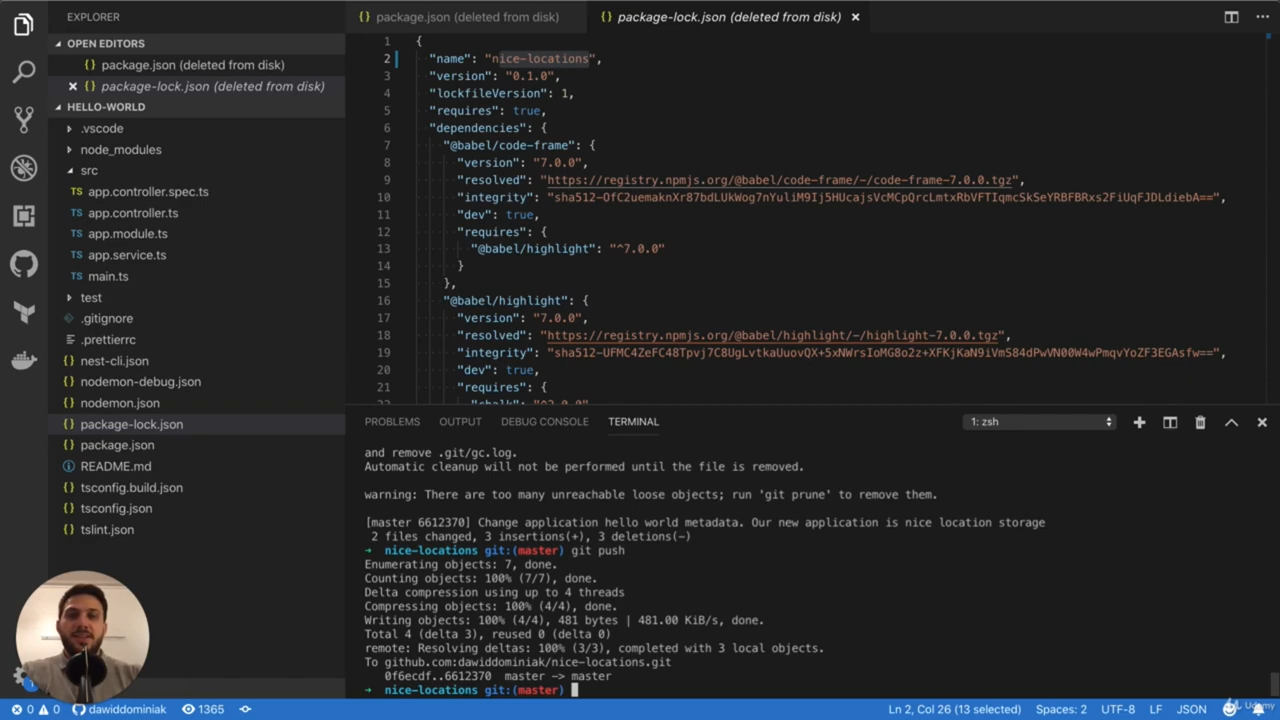 EXPLORER
OPEN EDITORS
{} package.json (deleted from disk)
× {} package-lock.json (deleted from disk)
HELLO-WORLD
.vscode
node_modules
src
TS app.controller.spec.ts
TS app.controller.ts
TS app.module.ts
TS app.service.ts
TS main.ts
test
.gitignore
.prettierrc
{} nest-cli.json
{} nodemon-debug.json
{} nodemon.json
{} package-lock.json
{} package.json
README.md
{} tsconfig.build.json
{} tsconfig.json
{} tslint.json
{} package.json (deleted from disk)
{} package-lock.json (deleted from disk) ×
1 {
2 "name": "nice-locations",
3 "version": "0.1.0",
4 "lockfileVersion": 1,
5 "requires": true,
6 "dependencies": {
7 "@babel/code-frame": {
8 "version": "7.0.0",
9 "resolved": "https://registry.npmjs.org/@babel/code-frame/-/code-frame-7.0.0.tgz",
10 "integrity": "sha512-OfC2uemaknXr87bdLUkWog7nYuliM9Ij5HUcajsVcMCpQrcLmtxRbVFTIqmcSkSeYRBFBRxs2FiUqFJDLdiebA==",
11 "dev": true,
12 "requires": {
13 "@babel/highlight": "^7.0.0"
14 }
15 },
16 "@babel/highlight": {
17 "version": "7.0.0",
18 "resolved": "https://registry.npmjs.org/@babel/highlight/-/highlight-7.0.0.tgz",
19 "integrity": "sha512-UFMC4ZeFC48Tpvj7C8UgLvtkaUuovQX+5xNWrsIoMG8o2z+XFKjKaN9iVmS84dPwVN00W4wPmqvYoZF3EGAsfw==",
20 "dev": true,
21 "requires": {
PROBLEMS OUTPUT DEBUG CONSOLE TERMINAL 1: zsh
and remove .git/gc.log.
Automatic cleanup will not be performed until the file is removed.
warning: There are too many unreachable loose objects; run 'git prune' to remove them.
[master 6612370] Change application hello world metadata. Our new application is nice location storage
2 files changed, 3 insertions(+), 3 deletions(-)
→ nice-locations git:(master) git push
Enumerating objects: 7, done.
Counting objects: 100% (7/7), done.
Delta compression using up to 4 threads
Compressing objects: 100% (4/4), done.
Writing objects: 100% (4/4), 481 bytes | 481.00 KiB/s, done.
Total 4 (delta 3), reused 0 (delta 0)
remote: Resolving deltas: 100% (3/3), completed with 3 local objects.
To github.com:dawiddominiak/nice-locations.git
0f6ecdf..6612370 master -> master
→ nice-locations git:(master)
0 0 dawiddominiak 1365 Ln 2, Col 26 (13 selected) Spaces: 2 UTF-8 LF JSON
Udemy